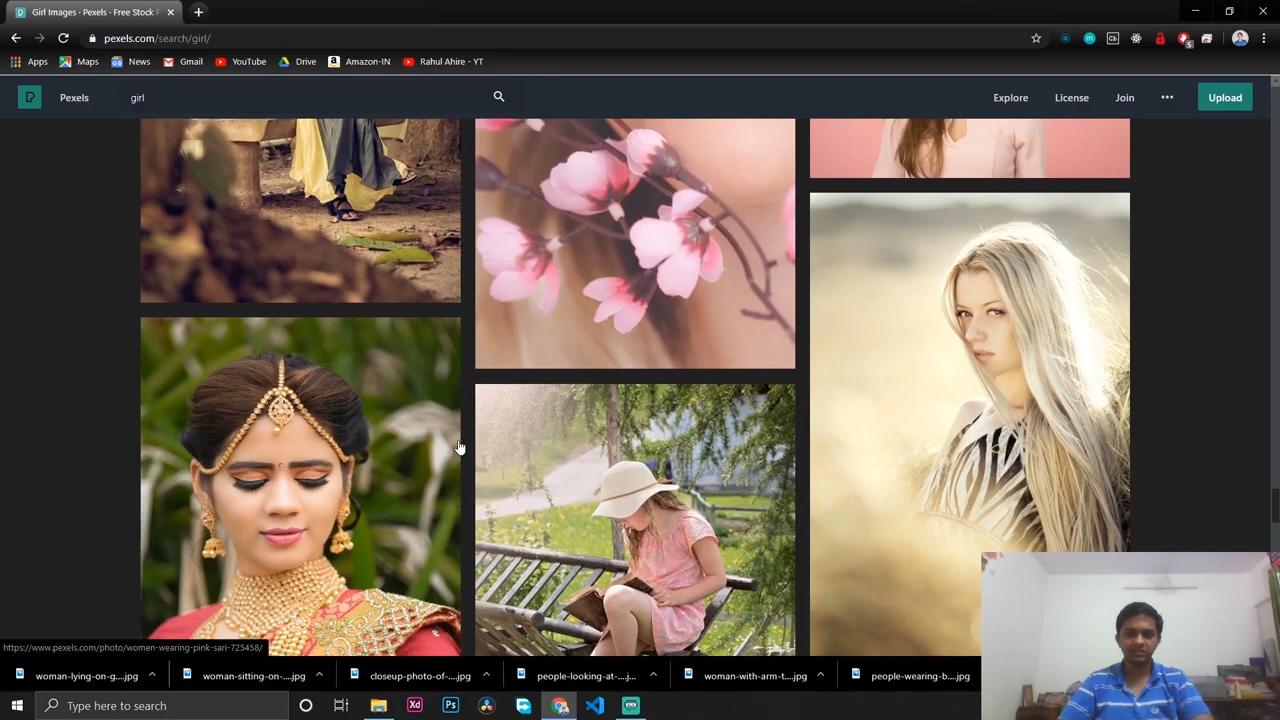 Girl Images · Pexels · Free Stock P
pexels.com/search/girl/
Apps
Maps
News
Gmail
YouTube
Drive
Amazon-IN
Rahul Ahire - YT
Pexels
girl
Explore
License
Join
Upload
https://www.pexels.com/photo/women-wearing-pink-sari-725458/
woman-lying-on-g....jpg
woman-sitting-on-....jpg
closeup-photo-of-....jpg
people-looking-at-....jpg
woman-with-arm-t....jpg
people-wearing-b....jpg
Type here to search
Xd
Ps